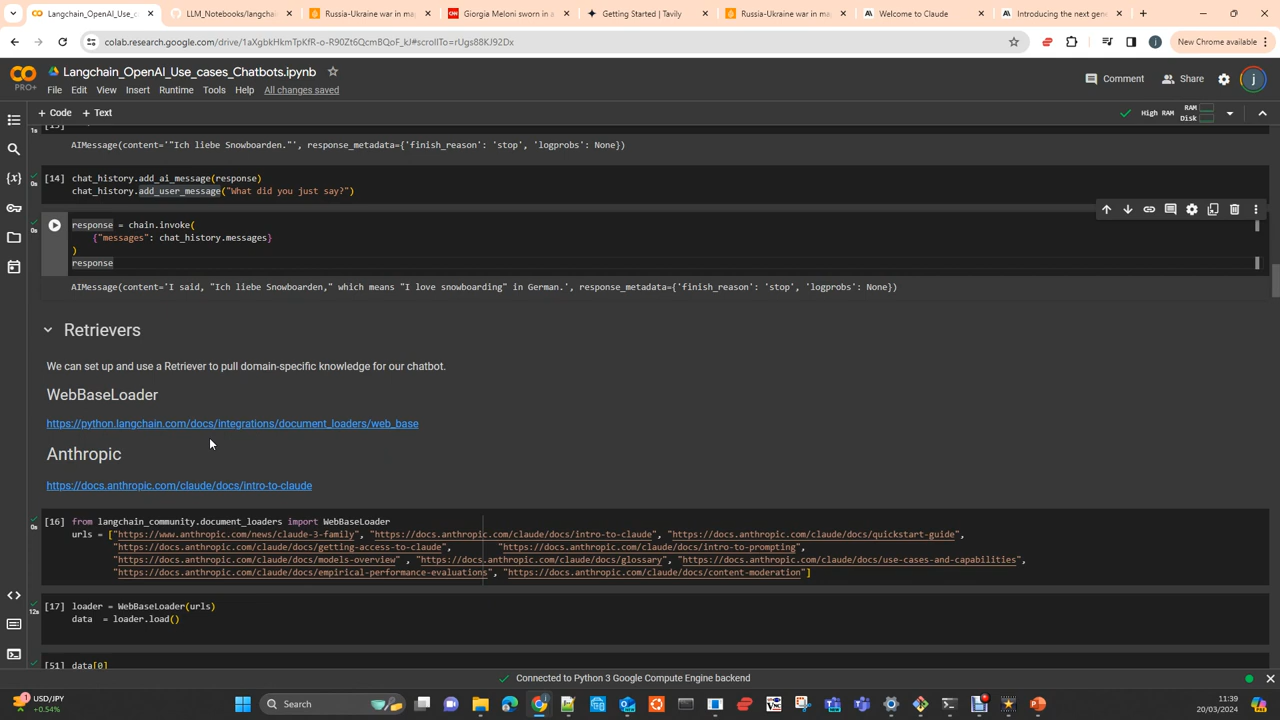 Langchain_OpenAI_Use_c
LLM_Notebooks/langchai
Russia-Ukraine war in ma
Giorgia Meloni sworn in a
Getting Started | Tavily
Russia-Ukraine war in ma
Welcome to Claude
Introducing the next gene
colab.research.google.com/drive/1aXgbkHkmTpKfR-o-R90Zt6QcmBQoF_kJ#scrollTo=rUgs88KJ92Dx
New Chrome available
PRO+
Langchain_OpenAI_Use_cases_Chatbots.ipynb
File Edit View Insert Runtime Tools Help All changes saved
Comment Share j
+ Code + Text
High RAM RAM Disk
1s
AIMessage(content='"Ich liebe Snowboarden."', response_metadata={'finish_reason': 'stop', 'logprobs': None})
[14] chat_history.add_ai_message(response)
0s chat_history.add_user_message("What did you just say?")
response = chain.invoke(
0s {"messages": chat_history.messages}
)
response
AIMessage(content='I said, "Ich liebe Snowboarden," which means "I love snowboarding" in German.', response_metadata={'finish_reason': 'stop', 'logprobs': None})
Retrievers
We can set up and use a Retriever to pull domain-specific knowledge for our chatbot.
WebBaseLoader
https://python.langchain.com/docs/integrations/document_loaders/web_base
Anthropic
https://docs.anthropic.com/claude/docs/intro-to-claude
[16] from langchain_community.document_loaders import WebBaseLoader
0s urls = ["https://www.anthropic.com/news/claude-3-family", "https://docs.anthropic.com/claude/docs/intro-to-claude", "https://docs.anthropic.com/claude/docs/quickstart-guide",
"https://docs.anthropic.com/claude/docs/getting-access-to-claude", "https://docs.anthropic.com/claude/docs/intro-to-prompting",
"https://docs.anthropic.com/claude/docs/models-overview" , "https://docs.anthropic.com/claude/docs/glossary", "https://docs.anthropic.com/claude/docs/use-cases-and-capabilities",
"https://docs.anthropic.com/claude/docs/empirical-performance-evaluations", "https://docs.anthropic.com/claude/docs/content-moderation"]
[17] loader = WebBaseLoader(urls)
12s data = loader.load()
[51] data[0]
Connected to Python 3 Google Compute Engine backend
USD/JPY
+0.54%
Search
11:39
20/03/2024